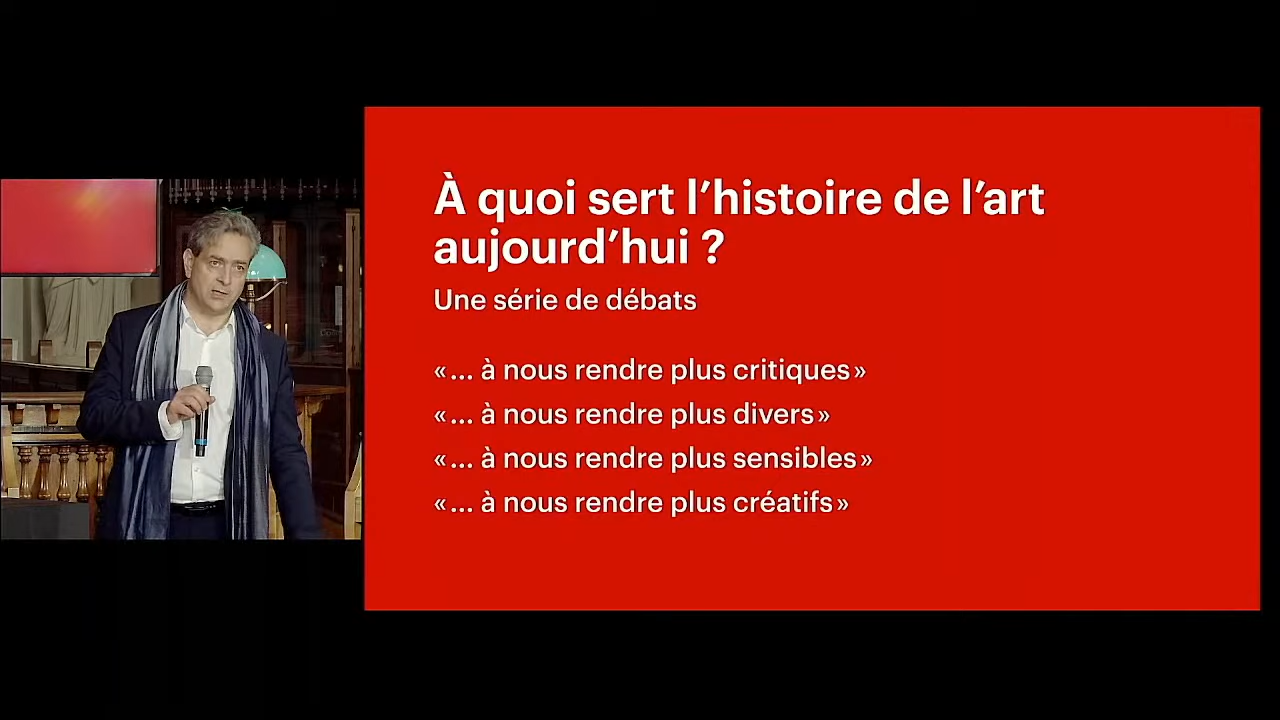 À quoi sert l’histoire de l’art
aujourd’hui ?
Une série de débats
«… à nous rendre plus critiques»
«… à nous rendre plus divers»
«… à nous rendre plus sensibles»
«… à nous rendre plus créatifs»